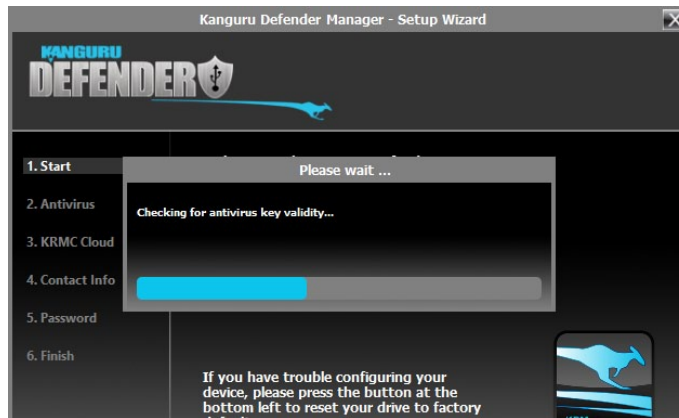 Kanguru Defender Manager - Setup Wizard
KANGURU
DEFENDER
1. Start
Please wait ...
2. Antivirus
Checking for antivirus key validity...
3. KRMC Cloud
4. Contact Info
5. Password
6. Finish
If you have trouble configuring your
device, please press the button at the
bottom left to reset your drive to factory